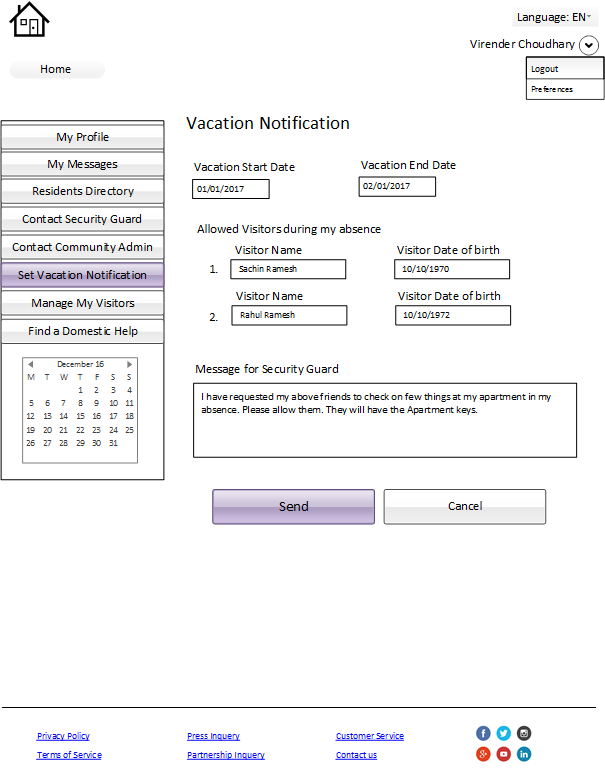 Language: EN
Virender Choudhary
Home
Logout
Preferences
Vacation Notification
My Profile
My Messages
Residents Directory
Contact Security Guard
Contact Community Admin
Set Vacation Notification
Manage My Visitors
Find a Domestic Help
December 16
M T W T F S S
1 2 3 4
5 6 7 8 9 10 11
12 13 14 15 16 17 18
19 20 21 22 23 24 25
26 27 28 29 30 31
Vacation Start Date Vacation End Date
01/01/2017 02/01/2017
Allowed Visitors during my absence
Visitor Name Visitor Date of birth
1. Sachin Ramesh 10/10/1970
Visitor Name Visitor Date of birth
2. Rahul Ramesh 10/10/1972
Message for Security Guard
I have requested my above friends to check on few things at my apartment in my
absence. Please allow them. They will have the Apartment keys.
Send Cancel
Privacy Policy Press Inquery Customer Service
Terms of Service Partnership Inquery Contact us